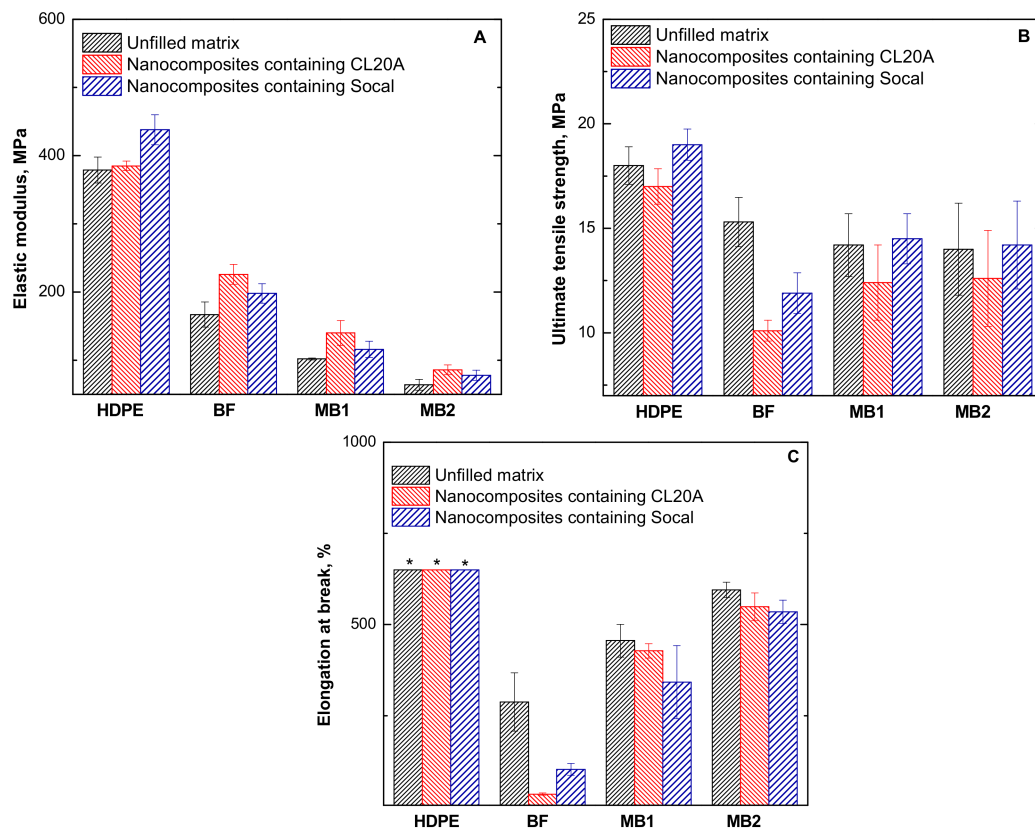 A
Unfilled matrix
Nanocomposites containing CL20A
Nanocomposites containing Socal
Elastic modulus, MPa
600
400
200
HDPE BF MB1 MB2
B
Unfilled matrix
Nanocomposites containing CL20A
Nanocomposites containing Socal
Ultimate tensile strength, MPa
25
20
15
10
HDPE BF MB1 MB2
C
Unfilled matrix
Nanocomposites containing CL20A
Nanocomposites containing Socal
Elongation at break, %
1000
500
* * *
HDPE BF MB1 MB2